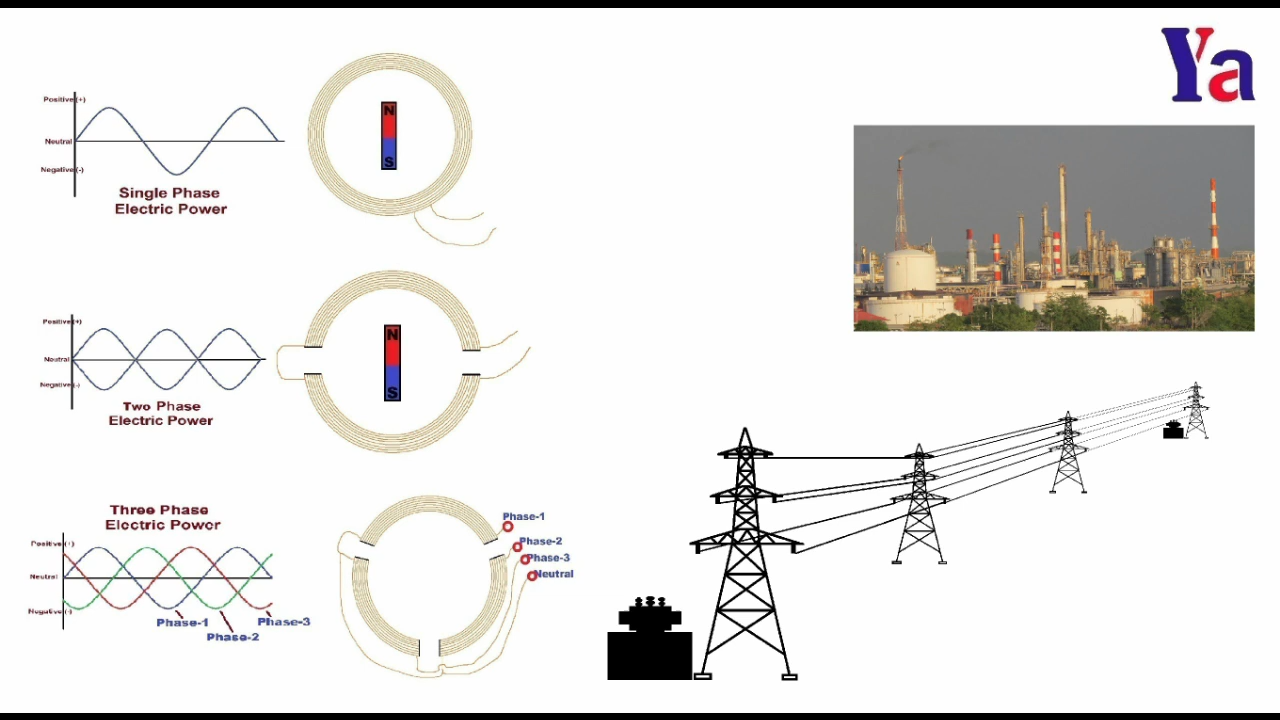 Ya
Positive (+)
Neutral
Negative (-)
Single Phase
Electric Power
N
S
Positive (+)
Neutral
Negative (-)
Two Phase
Electric Power
N
S
Three Phase
Electric Power
Positive (+)
Neutral
Negative (-)
Phase-1
Phase-2
Phase-3
Phase-1
Phase-2
Phase-3
Neutral